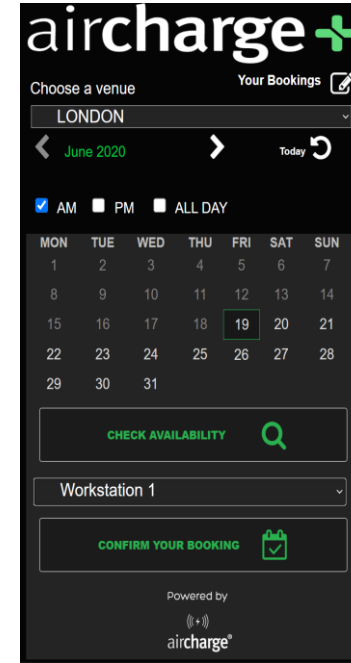 aircharge
Choose a venue
Your Bookings
LONDON
June 2020
Today
AM PM ALL DAY
MON TUE WED THU FRI SAT SUN
1 2 3 4 5 6 7
8 9 10 11 12 13 14
15 16 17 18 19 20 21
22 23 24 25 26 27 28
29 30 31
CHECK AVAILABILITY
Workstation 1
CONFIRM YOUR BOOKING
Powered by
aircharge®